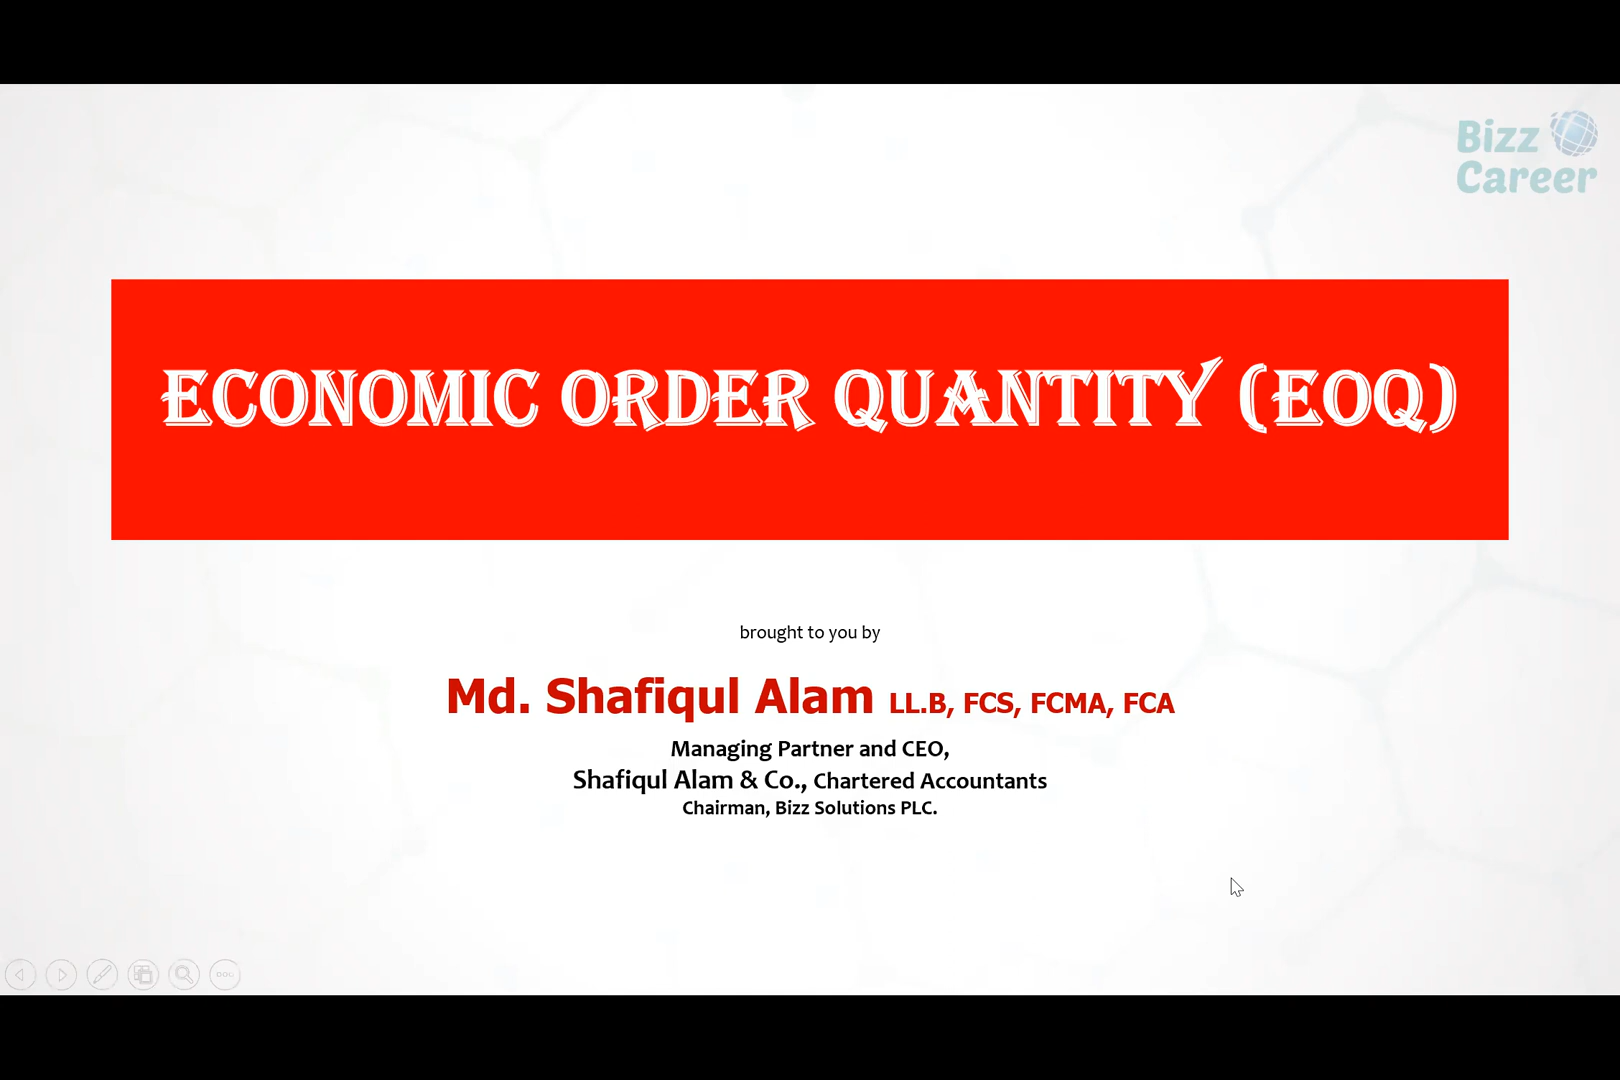 Bizz
Career
ECONOMIC ORDER QUANTITY (EOQ)
brought to you by
Md. Shafiqul Alam LL.B, FCS, FCMA, FCA
Managing Partner and CEO,
Shafiqul Alam & Co., Chartered Accountants
Chairman, Bizz Solutions PLC.